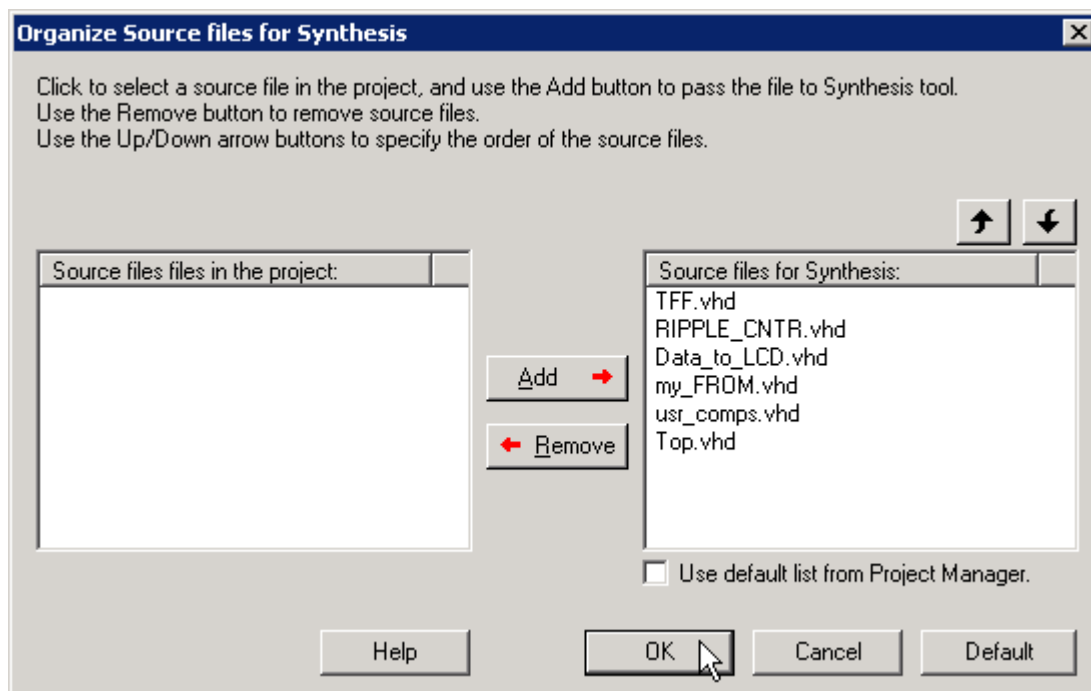 Organize Source files for Synthesis
Click to select a source file in the project, and use the Add button to pass the file to Synthesis tool.
Use the Remove button to remove source files.
Use the Up/Down arrow buttons to specify the order of the source files.
Source files files in the project:
Add
Remove
Source files for Synthesis:
TFF.vhd
RIPPLE_CNTR.vhd
Data_to_LCD.vhd
my_FROM.vhd
usr_comps.vhd
Top.vhd
Use default list from Project Manager.
Help
OK
Cancel
Default